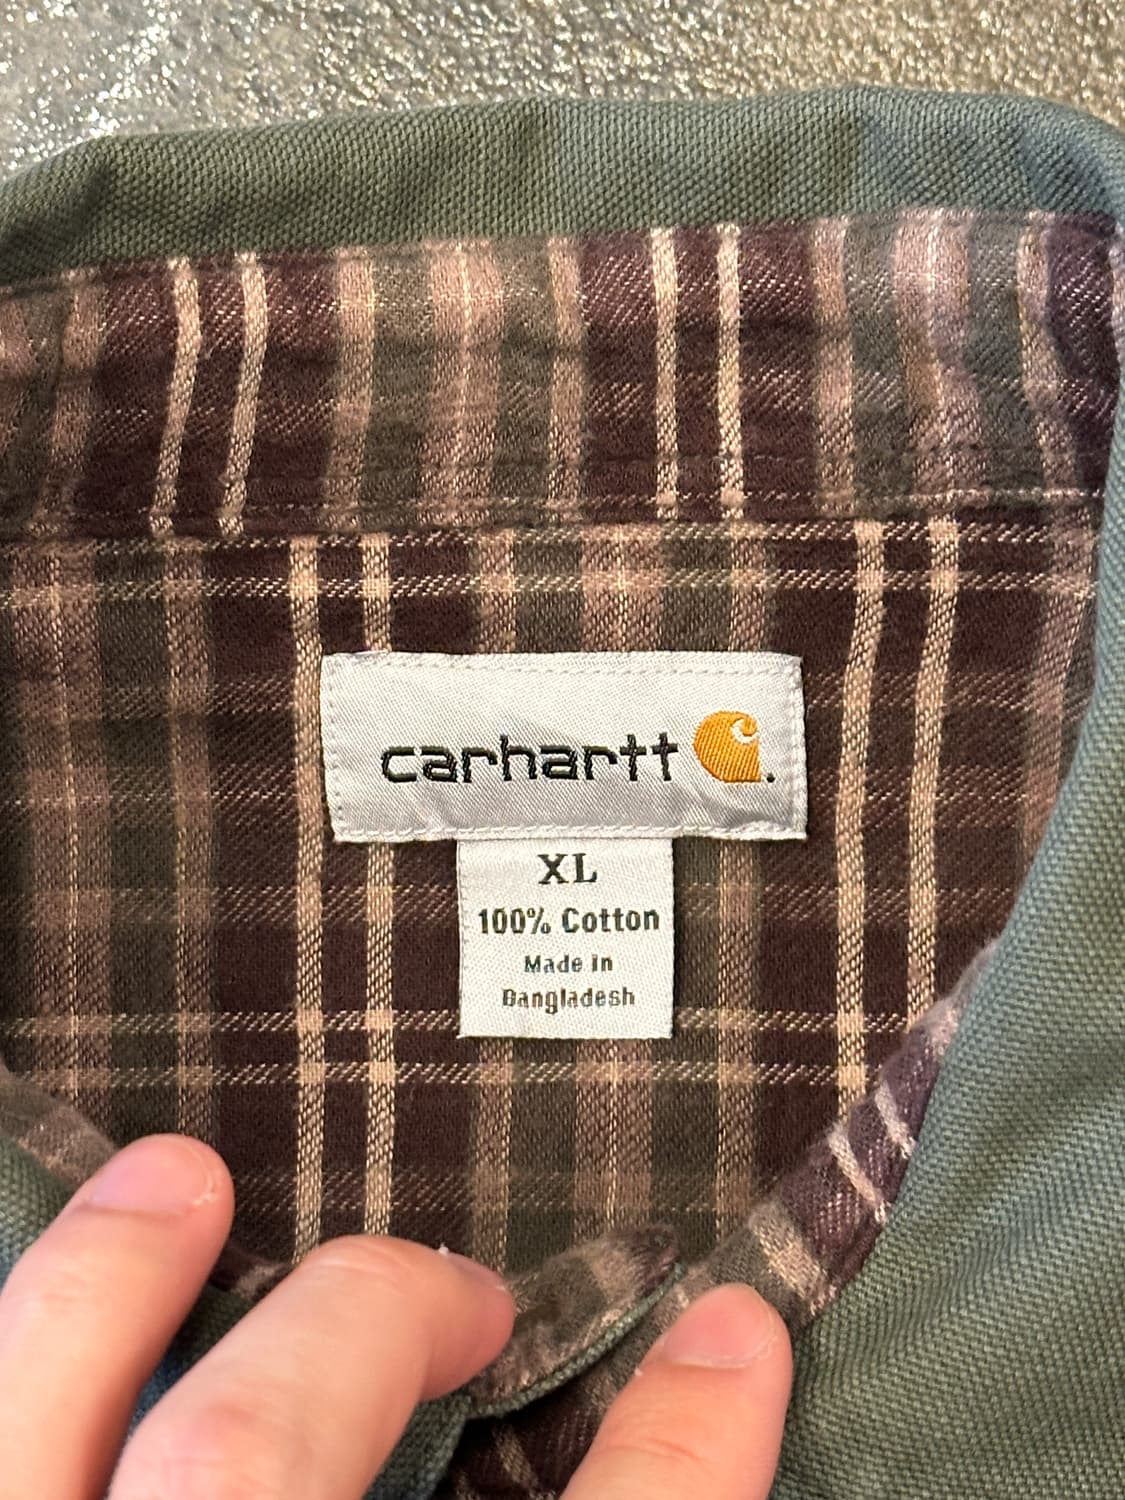 carhartt
XL
100% Cotton
Made in
Bangladesh